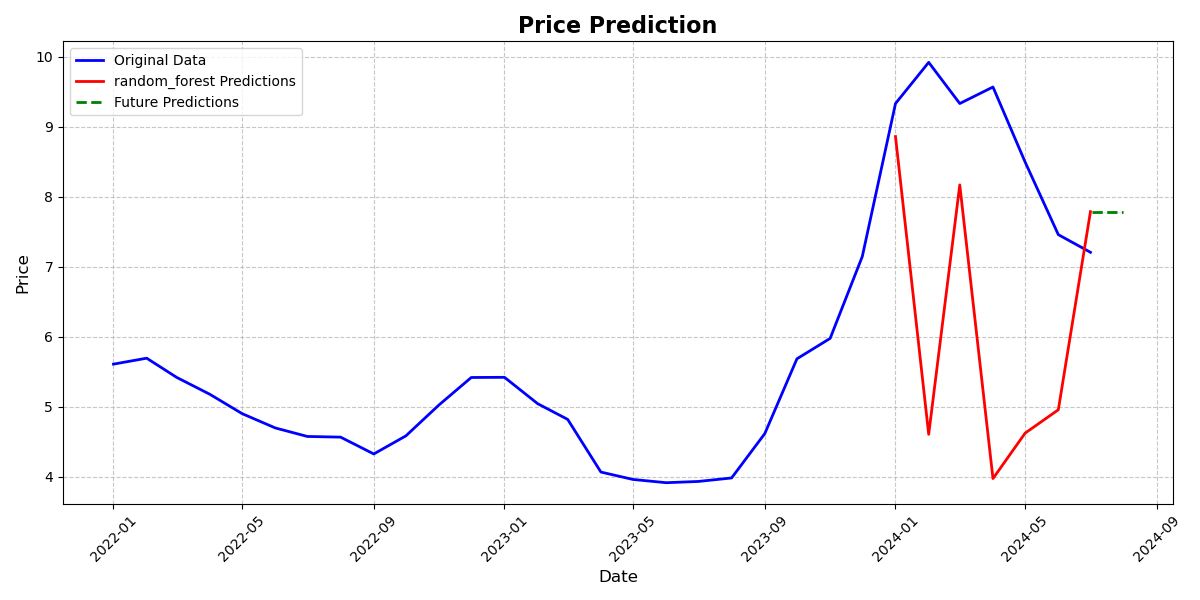 Price Prediction
Original Data
random_forest Predictions
Future Predictions
10
9
8
7
6
5
4
Price
2022-01
2022-05
2022-09
2023-01
2023-05
2023-09
2024-01
2024-05
2024-09
Date